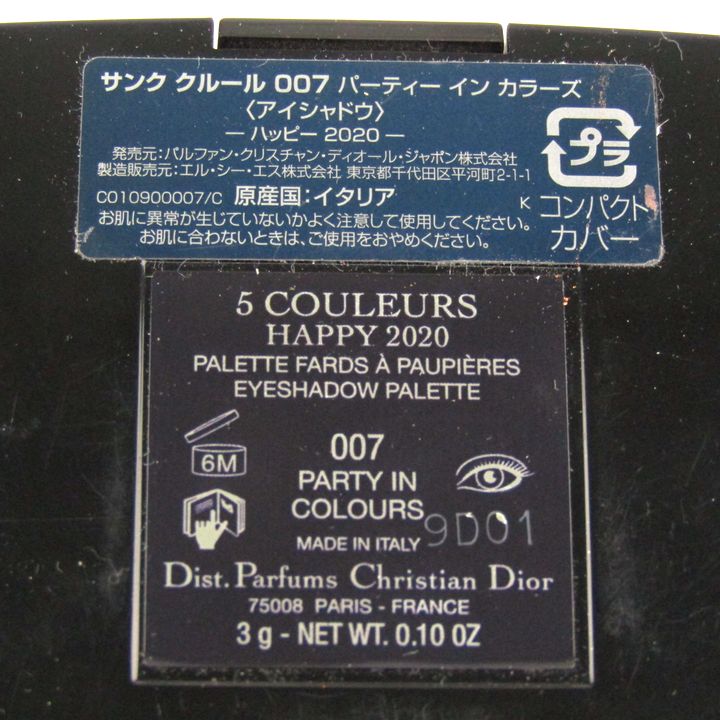 サンク クルール 007 パーティー イン カラーズ
〈アイシャドウ〉
― ハッピー 2020 ―
発売元:パルファン・クリスチャン・ディオール・ジャポン株式会社
製造販売元:エル・シー・エス株式会社 東京都千代田区平河町2-1-1
C010900007/C 原産国:イタリア
お肌に異常が生じていないかよく注意して使用してください。
お肌に合わないときは、ご使用をおやめください。
プラ
K コンパクト
カバー
5 COULEURS
HAPPY 2020
PALETTE FARDS À PAUPIÈRES
EYESHADOW PALETTE
6M
007
PARTY IN
COLOURS
MADE IN ITALY
9D01
Dist. Parfums Christian Dior
75008 PARIS - FRANCE
3 g - NET WT. 0.10 OZ